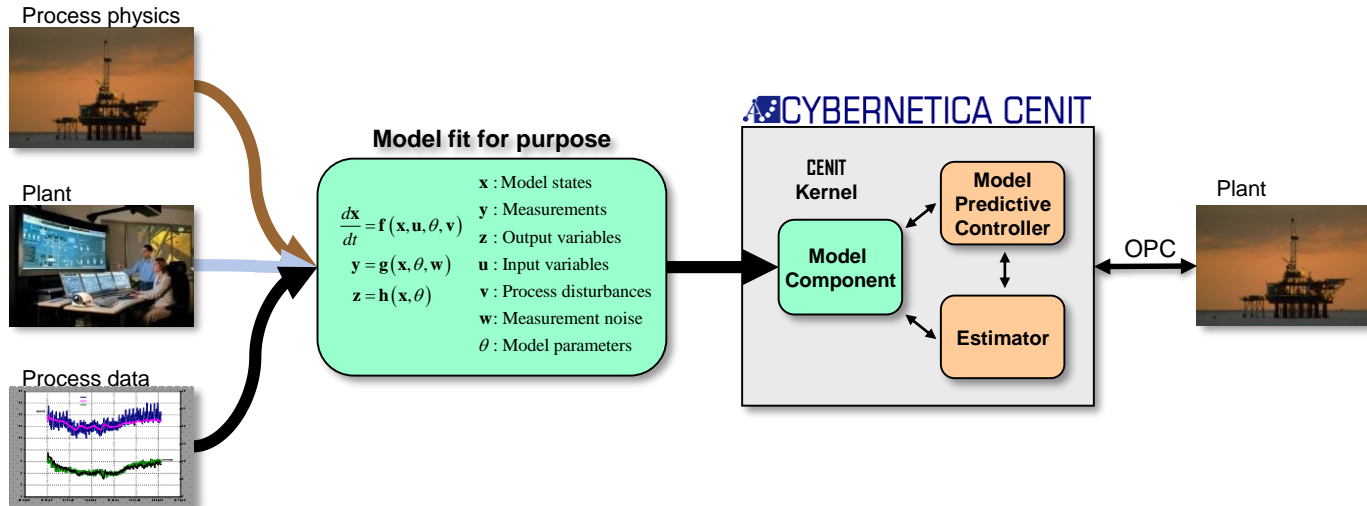 Process physics
Plant
Process data
Model fit for purpose
dx/dt = f(x, u, θ, v)
y = g(x, θ, w)
z = h(x, θ)
x : Model states
y : Measurements
z : Output variables
u : Input variables
v : Process disturbances
w: Measurement noise
θ : Model parameters
CYBERNETICA CENIT
CENIT
Kernel
Model
Component
Model
Predictive
Controller
Estimator
OPC
Plant